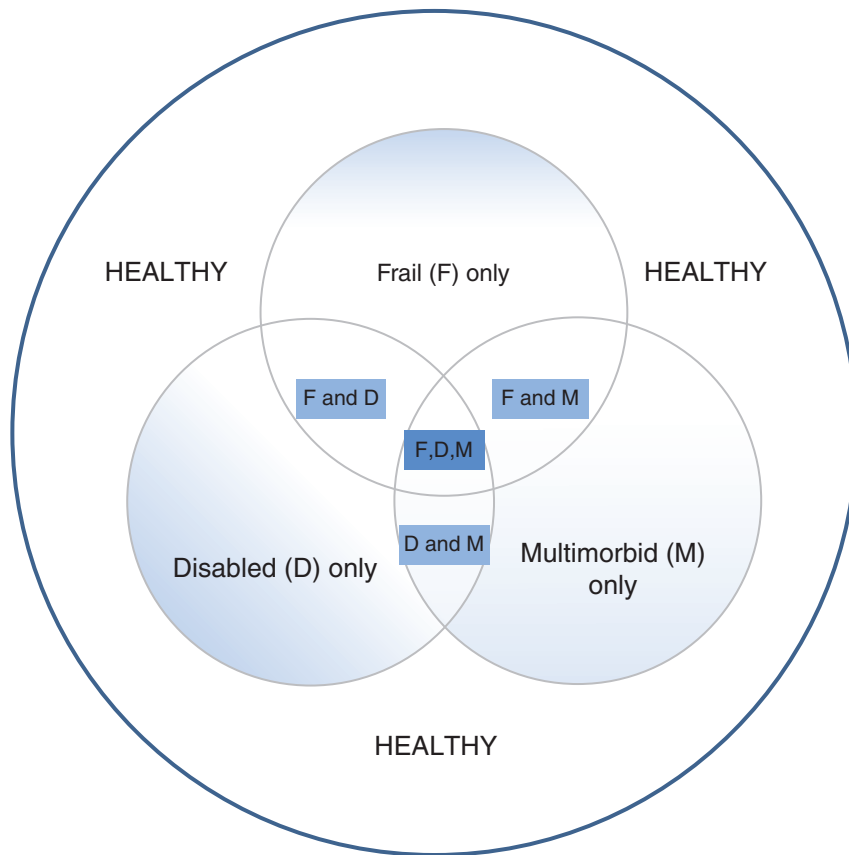 HEALTHY
HEALTHY
Frail (F) only
F and D
F and M
F,D,M
D and M
Disabled (D) only
Multimorbid (M)
only
HEALTHY